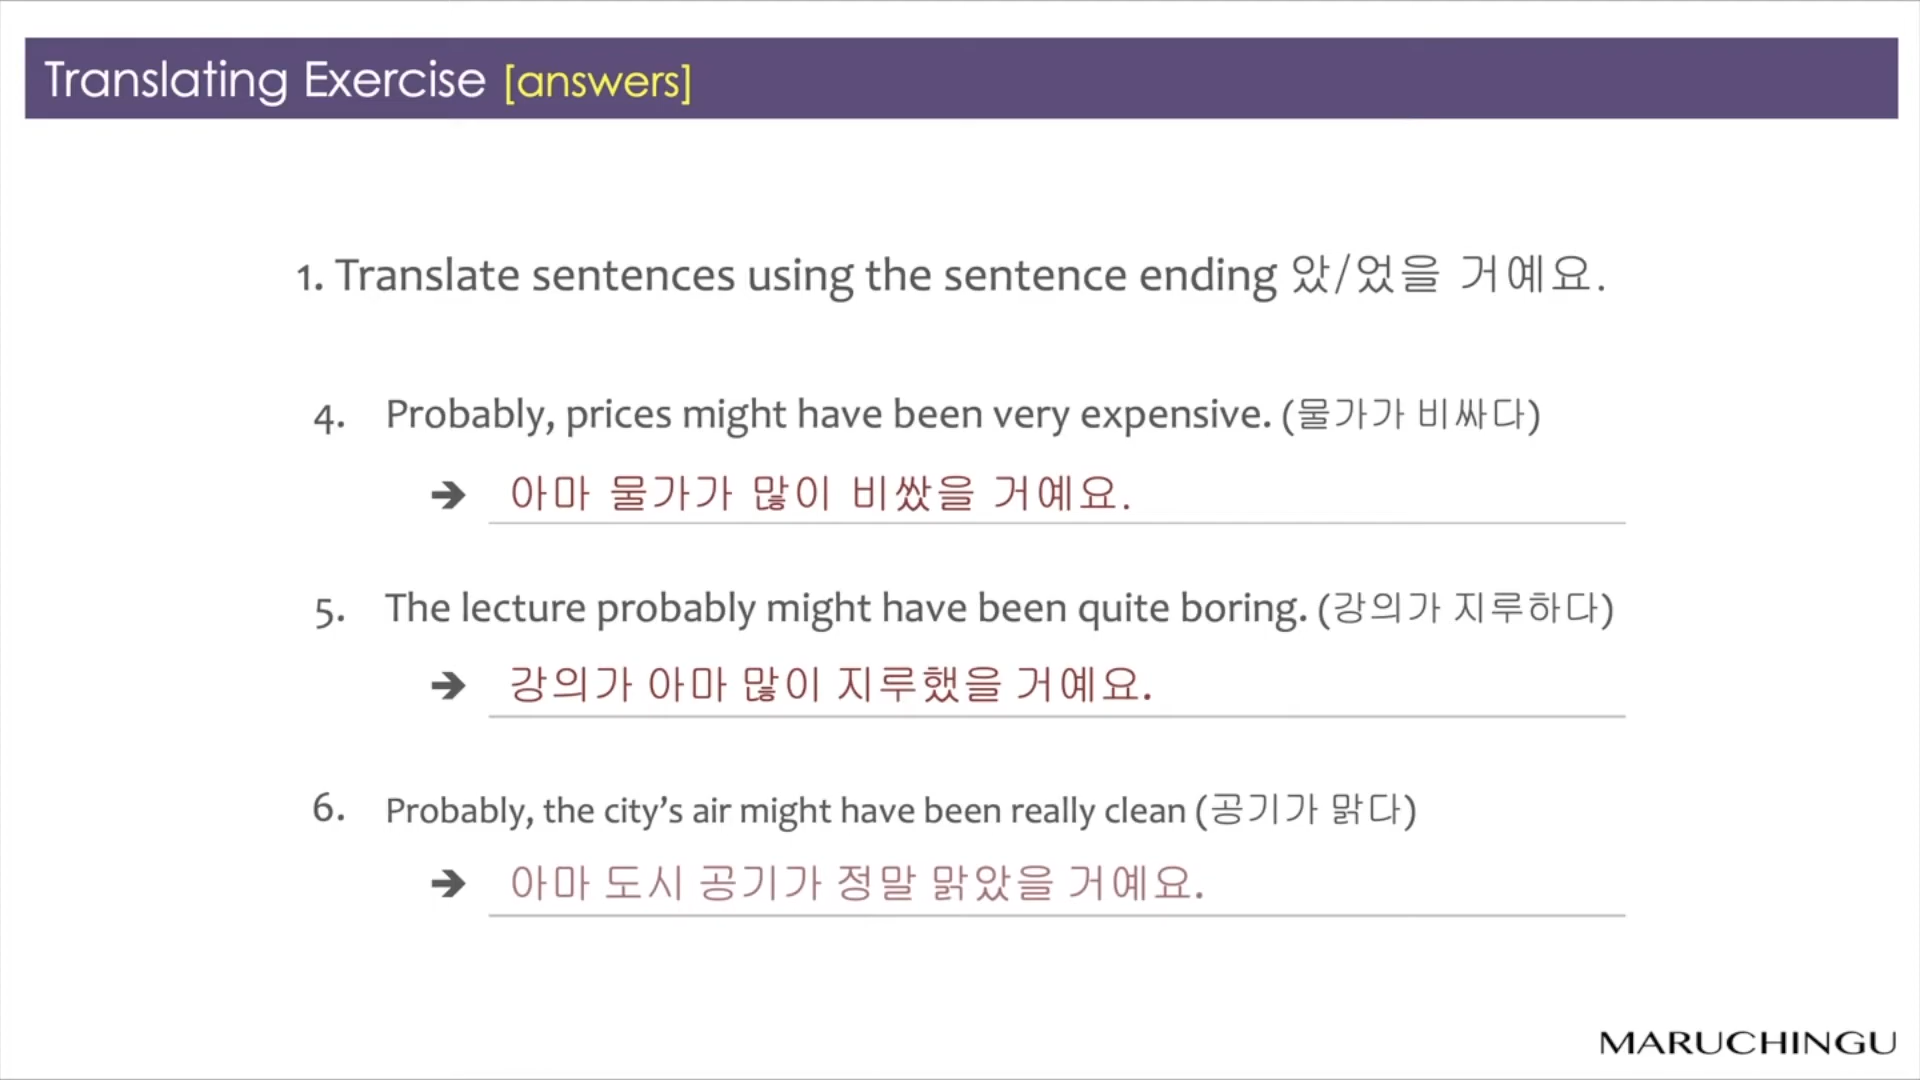 Translating Exercise [answers]
1. Translate sentences using the sentence ending 았/었을 거예요.
4. Probably, prices might have been very expensive. (물가가 비싸다)
➔ 아마 물가가 많이 비쌌을 거예요.
5. The lecture probably might have been quite boring. (강의가 지루하다)
➔ 강의가 아마 많이 지루했을 거예요.
6. Probably, the city’s air might have been really clean (공기가 맑다)
➔ 아마 도시 공기가 정말 맑았을 거예요.
MARUCHINGU